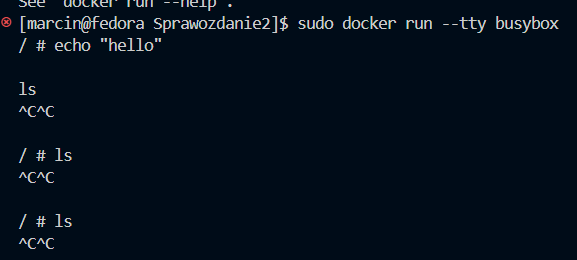 See 'docker run --help'.
[marcin@fedora Sprawozdanie2]$ sudo docker run --tty busybox
/ # echo "hello"
ls
^C^C
/ # ls
^C^C
/ # ls
^C^C